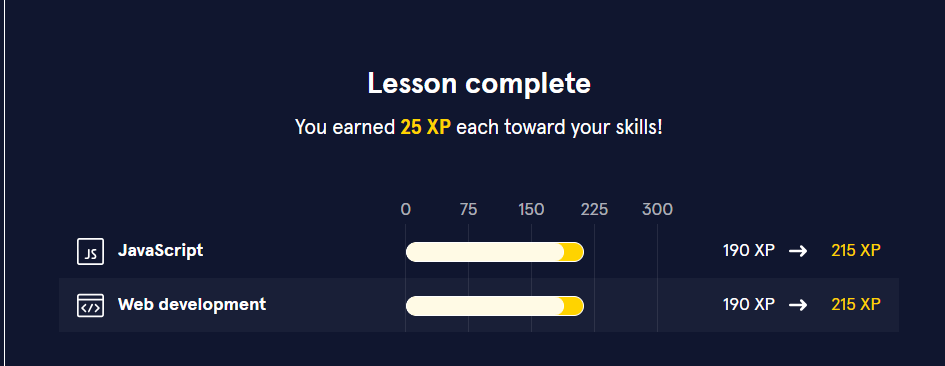 Lesson complete
You earned 25 XP each toward your skills!
0 75 150 225 300
JS JavaScript 190 XP → 215 XP
</> Web development 190 XP → 215 XP